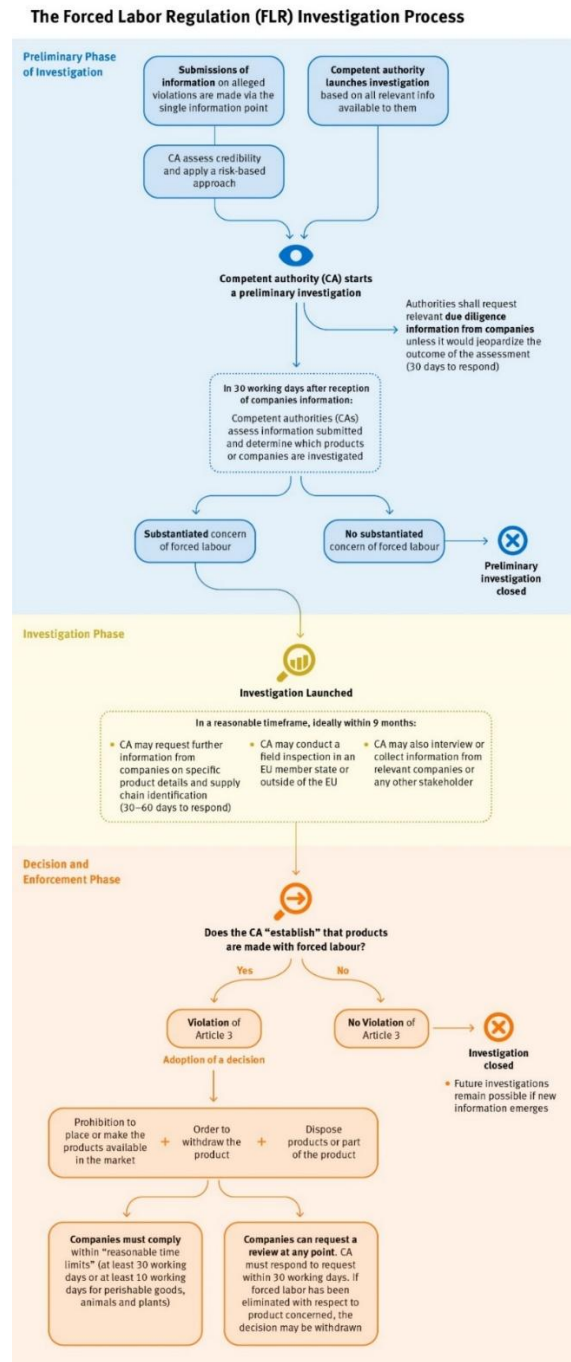 The Forced Labor Regulation (FLR) Investigation Process
Preliminary Phase
of Investigation
Submissions of
information on alleged
violations are made via the
single information point
Competent authority
launches investigation
based on all relevant info
available to them
CA assess credibility
and apply a risk-based
approach
Competent authority (CA) starts
a preliminary investigation
Authorities shall request
relevant due diligence
information from companies
unless it would jeopardize the
outcome of the assessment
(30 days to respond)
In 30 working days after reception
of companies information:
Competent authorities (CAs)
assess information submitted
and determine which products
or companies are investigated
Substantiated concern
of forced labour
No substantiated
concern of forced labour
Preliminary
investigation
closed
Investigation Phase
Investigation Launched
In a reasonable timeframe, ideally within 9 months:
• CA may request further
information from
companies on specific
product details and supply
chain identification
(30–60 days to respond)
• CA may conduct a
field inspection in an
EU member state or
outside of the EU
• CA may also interview or
collect information from
relevant companies or
any other stakeholder
Decision and
Enforcement Phase
Does the CA “establish” that products
are made with forced labour?
Yes
No
Violation of
Article 3
No Violation of
Article 3
Investigation
closed
• Future investigations
remain possible if new
information emerges
Adoption of a decision
Prohibition to
place or make the
products available
in the market
+
Order to
withdraw the
product
+
Dispose
products or part
of the product
Companies must comply
within “reasonable time
limits” (at least 30 working
days or at least 10 working
days for perishable goods,
animals and plants)
Companies can request a
review at any point. CA
must respond to request
within 30 working days. If
forced labor has been
eliminated with respect to
product concerned, the
decision may be withdrawn